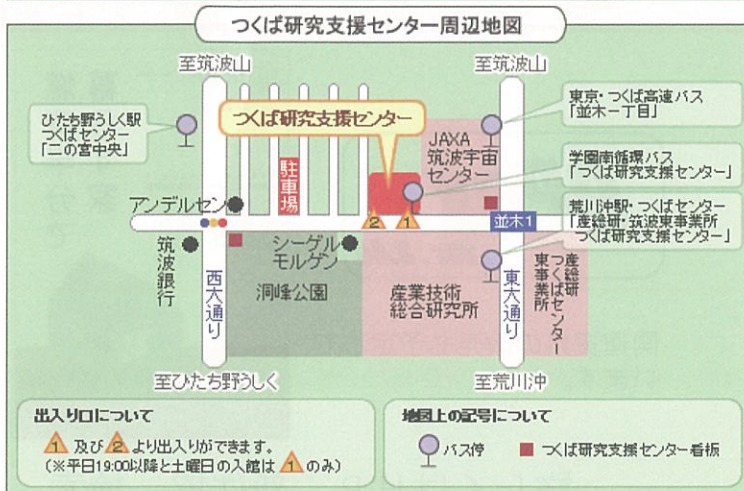 つくば研究支援センター周辺地図
至筑波山
至筑波山
ひたち野うしく駅
つくばセンター
「二の宮中央」
つくば研究支援センター
東京・つくば高速バス
「並木一丁目」
JAXA
筑波宇宙
センター
学園南循環バス
「つくば研究支援センター」
駐車場
アンデルセン
荒川沖駅・つくばセンター
「産総研・筑波東事業所
つくば研究支援センター」
2
1
並木1
筑波銀行
西大通り
シーゲル
モルゲン
洞峰公園
産業技術
総合研究所
東大通り
産総研
つくばセンター
東事業所
至ひたち野うしく
至荒川沖
出入り口について
1 及び 2 より出入りができます。
(※平日19:00以降と土曜日の入館は 1 のみ)
地図上の記号について
バス停
つくば研究支援センター看板